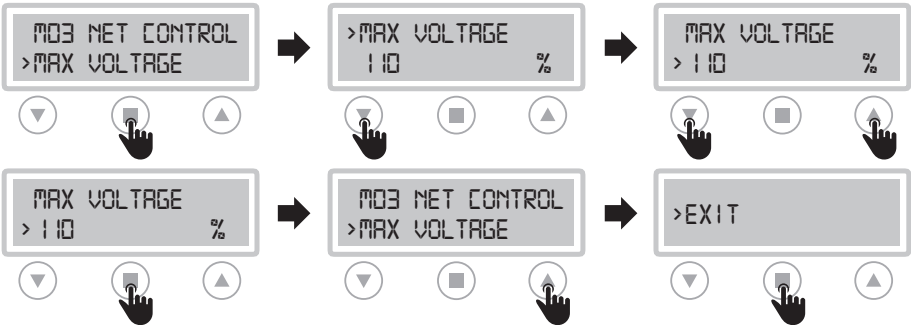 MD3 NET CONTROL
>MAX VOLTAGE
>MAX VOLTAGE
110 %
MAX VOLTAGE
>110 %
MAX VOLTAGE
>110 %
MD3 NET CONTROL
>MAX VOLTAGE
>EXIT